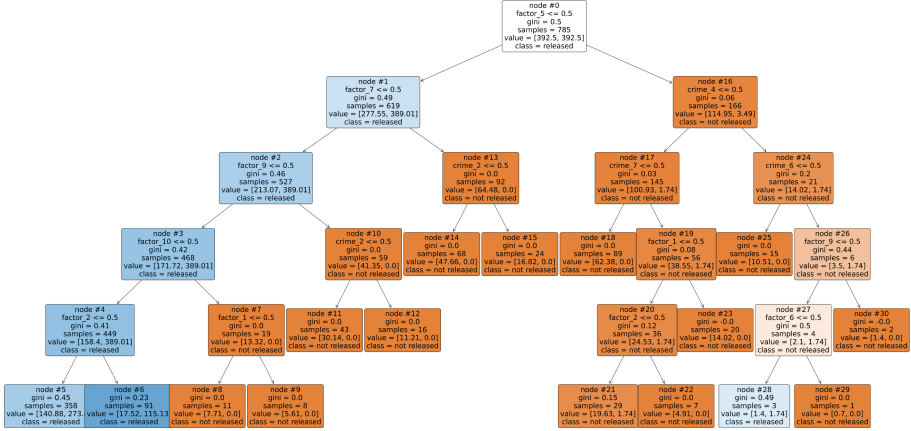 node #0
factor_5 <= 0.5
gini = 0.5
samples = 785
value = [392.5, 392.5]
class = released
node #1
factor_7 <= 0.5
gini = 0.49
samples = 619
value = [277.55, 389.01]
class = released
node #16
crime_4 <= 0.5
gini = 0.06
samples = 166
value = [114.95, 3.49]
class = not released
node #2
factor_9 <= 0.5
gini = 0.46
samples = 527
value = [213.07, 389.01]
class = released
node #13
crime_2 <= 0.5
gini = 0.0
samples = 92
value = [64.48, 0.0]
class = not released
node #17
crime_7 <= 0.5
gini = 0.03
samples = 145
value = [100.93, 1.74]
class = not released
node #24
crime_6 <= 0.5
gini = 0.2
samples = 21
value = [14.02, 1.74]
class = not released
node #3
factor_10 <= 0.5
gini = 0.42
samples = 468
value = [171.72, 389.01]
class = released
node #10
crime_2 <= 0.5
gini = 0.0
samples = 59
value = [41.35, 0.0]
class = not released
node #14
gini = 0.0
samples = 68
value = [47.66, 0.0]
class = not released
node #15
gini = 0.0
samples = 24
value = [16.82, 0.0]
class = not released
node #18
gini = 0.0
samples = 89
value = [62.38, 0.0]
class = not released
node #19
factor_1 <= 0.5
gini = 0.08
samples = 56
value = [38.55, 1.74]
class = not released
node #25
gini = 0.0
samples = 15
value = [10.51, 0.0]
class = not released
node #26
factor_9 <= 0.5
gini = 0.44
samples = 6
value = [3.5, 1.74]
class = not released
node #4
factor_2 <= 0.5
gini = 0.41
samples = 449
value = [158.4, 389.01]
class = released
node #7
factor_1 <= 0.5
gini = 0.0
samples = 19
value = [13.32, 0.0]
class = not released
node #11
gini = 0.0
samples = 43
value = [30.14, 0.0]
class = not released
node #12
gini = 0.0
samples = 16
value = [11.21, 0.0]
class = not released
node #20
factor_2 <= 0.5
gini = 0.12
samples = 36
value = [24.53, 1.74]
class = not released
node #23
gini = -0.0
samples = 20
value = [14.02, 0.0]
class = not released
node #27
factor_6 <= 0.5
gini = 0.5
samples = 4
value = [2.1, 1.74]
class = not released
node #30
gini = -0.0
samples = 2
value = [1.4, 0.0]
class = not released
node #5
gini = 0.45
samples = 358
value = [140.88, 273.
class = released
node #6
gini = 0.23
samples = 91
value = [17.52, 115.13
class = released
node #8
gini = 0.0
samples = 11
value = [7.71, 0.0]
class = not released
node #9
gini = 0.0
samples = 8
value = [5.61, 0.0]
class = not released
node #21
gini = 0.15
samples = 29
value = [19.63, 1.74]
class = not released
node #22
gini = 0.0
samples = 7
value = [4.91, 0.0]
class = not released
node #28
gini = 0.49
samples = 3
value = [1.4, 1.74]
class = released
node #29
gini = 0.0
samples = 1
value = [0.7, 0.0]
class = not released